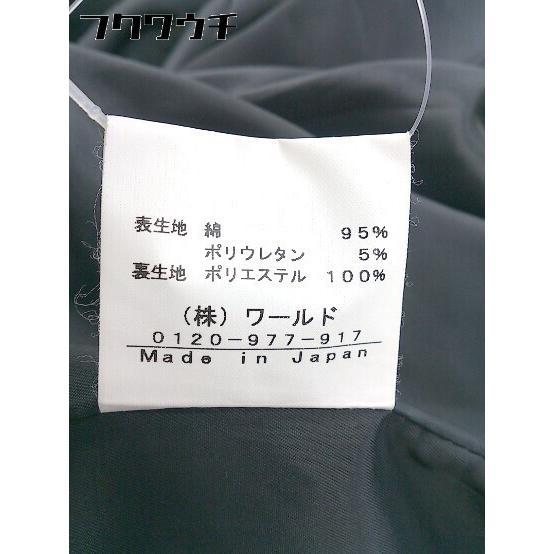 フクウワチ
表生地 綿 95%
ポリウレタン 5%
裏生地 ポリエステル 100%
(株) ワールド
0120-977-917
Made in Japan